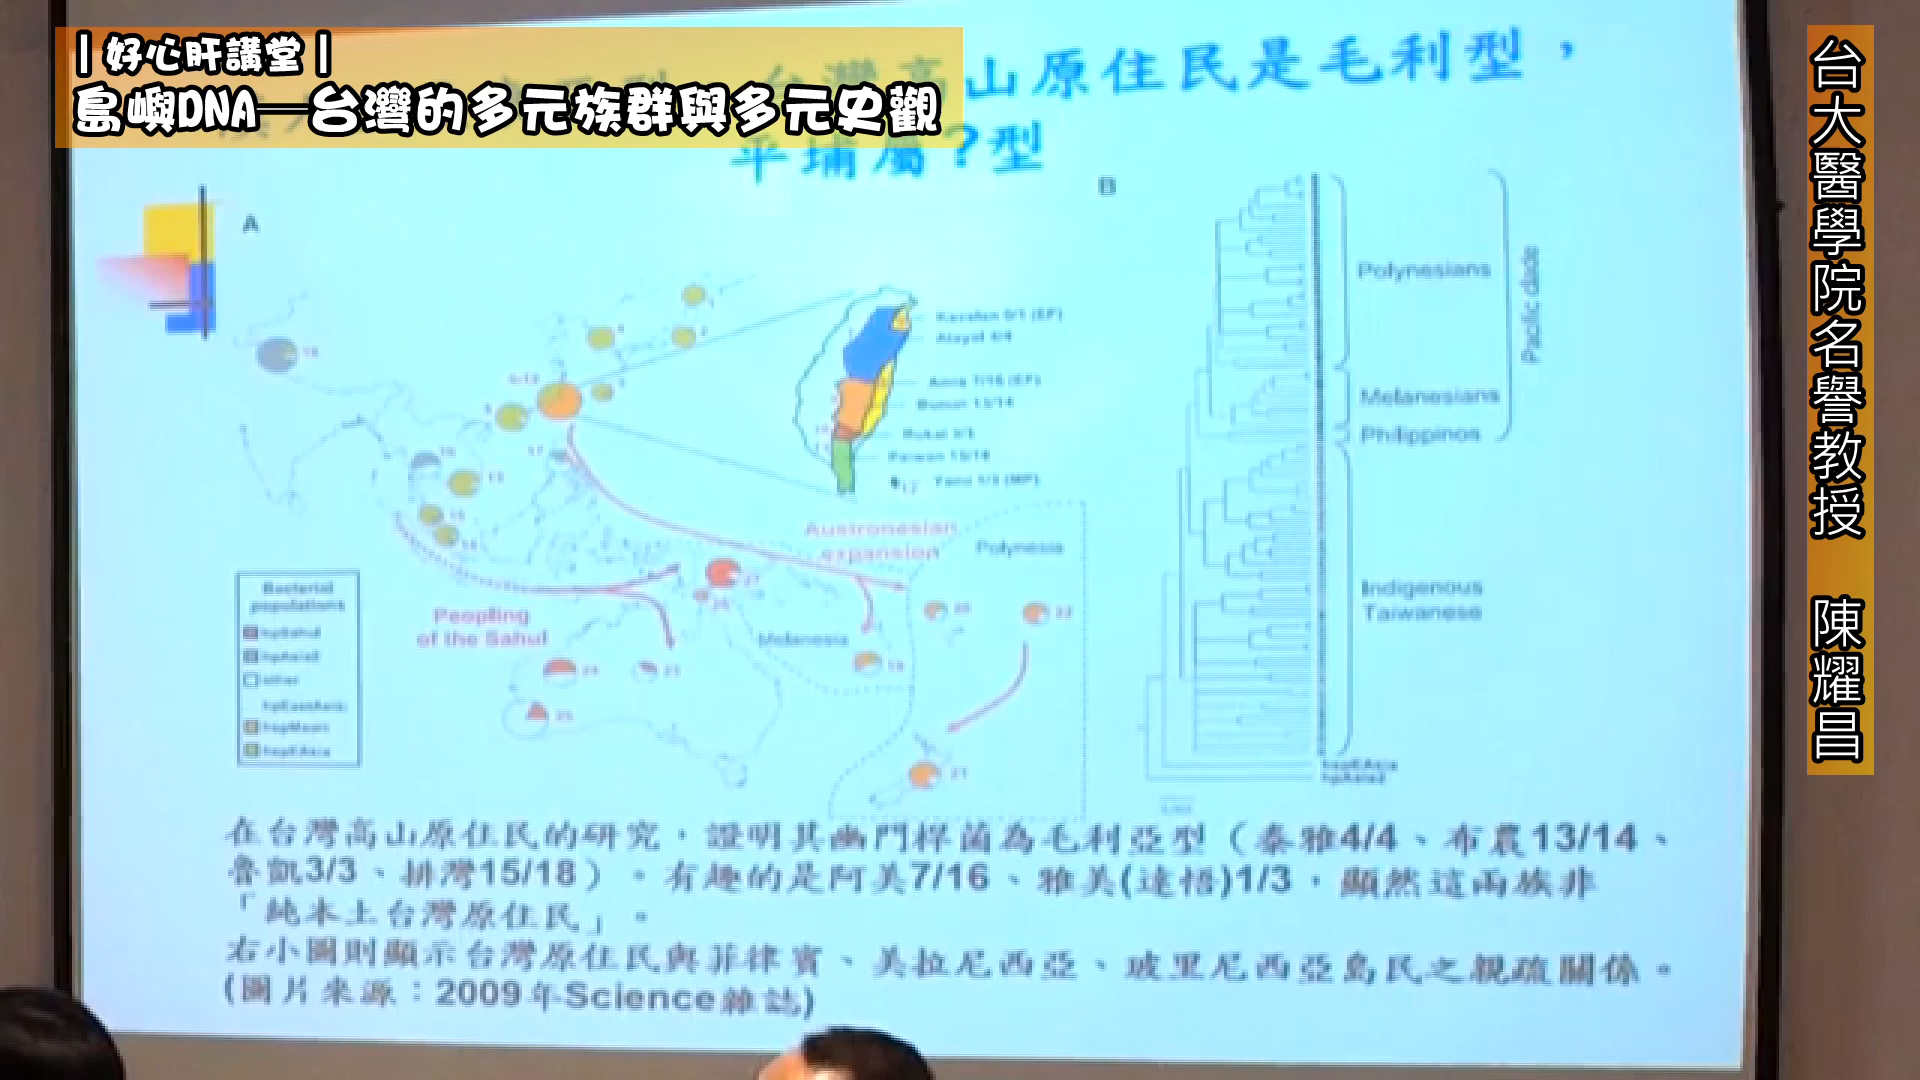 |好心肝講堂|
島嶼DNA─台灣的多元族群與多元史觀
台大醫學院名譽教授 陳耀昌
台灣高山原住民是毛利型，
平埔屬?型
A
B
Polynesians
Melanesians
Philippinos
Pacific clade
Indigenous
Taiwanese
Austronesian
expansion
Polynesia
Peopling
of the Sahul
Melanesia
Bacterial
populations
在台灣高山原住民的研究，證明其幽門桿菌為毛利亞型（泰雅4/4、布農13/14、
魯凱3/3、排灣15/18）。有趣的是阿美7/16、雅美(達悟)1/3，顯然這兩族非
「純本土台灣原住民」。
右小圖則顯示台灣原住民與菲律賓、美拉尼西亞、玻里尼西亞島民之親疏關係。
(圖片來源：2009年Science雜誌)